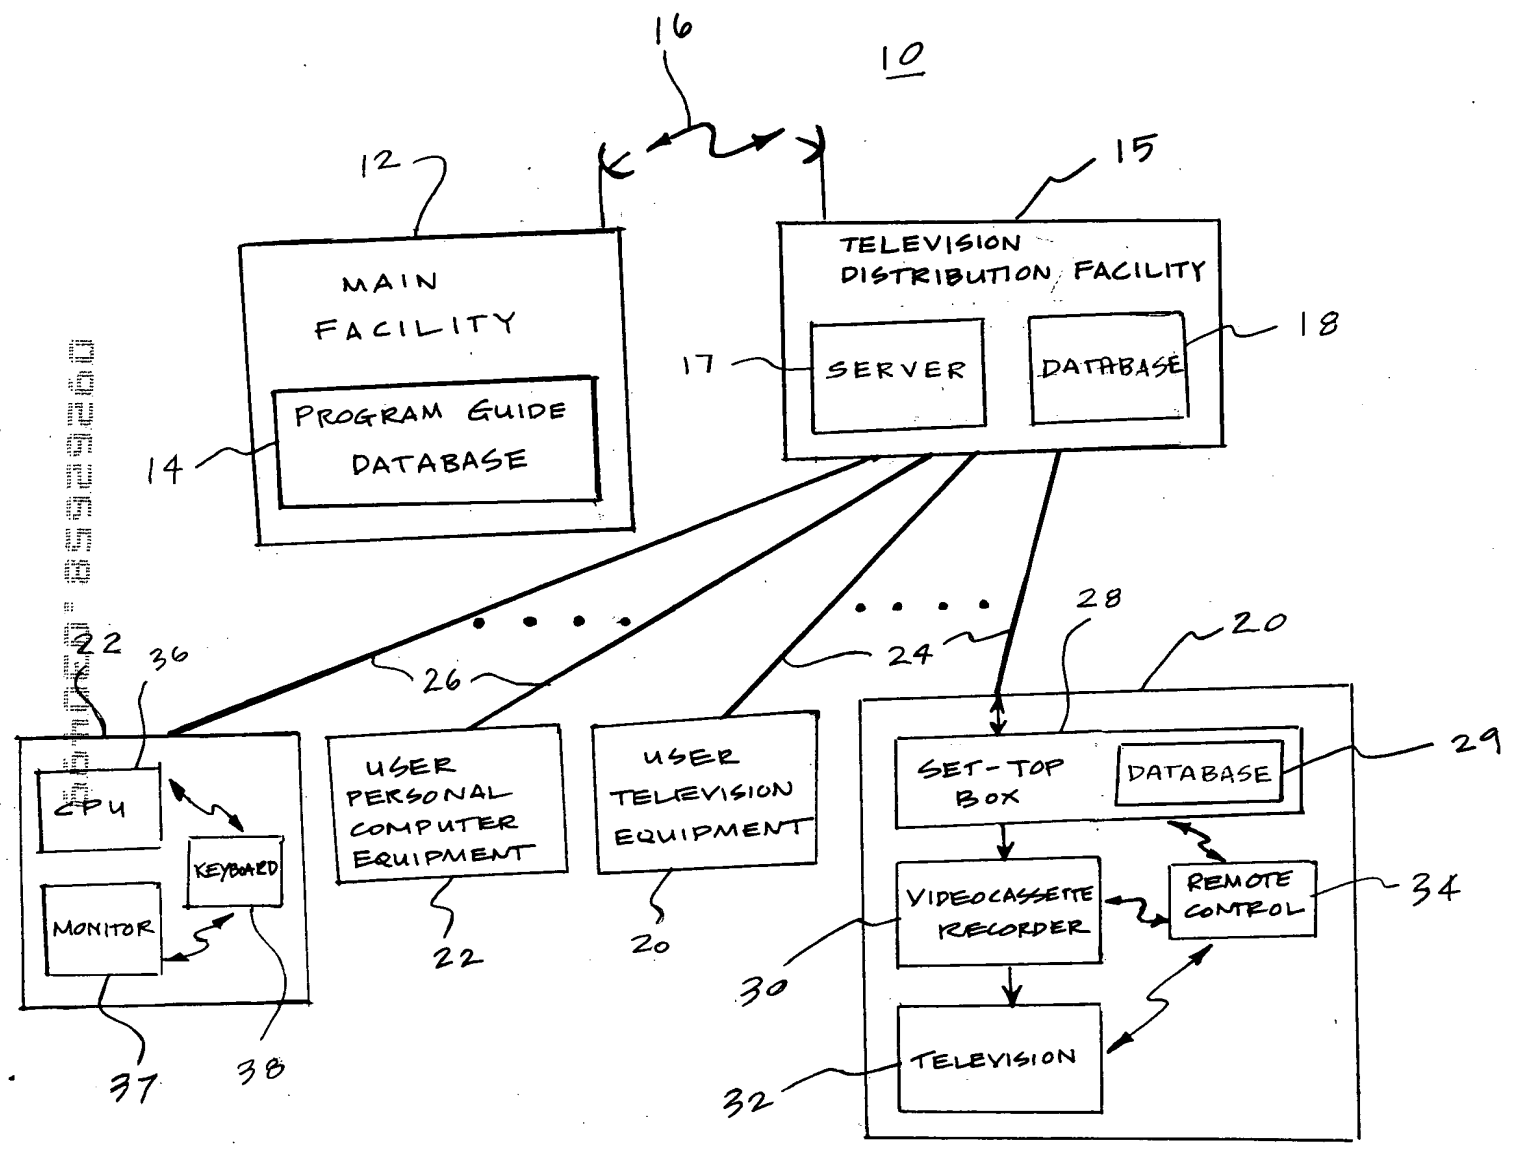 16
10
12
15
MAIN
FACILITY
TELEVISION
DISTRIBUTION FACILITY
17
SERVER
DATABASE
18
14
PROGRAM GUIDE
DATABASE
22
36
26
24
28
20
CPU
KEYBOARD
MONITOR
37
38
USER
PERSONAL
COMPUTER
EQUIPMENT
22
USER
TELEVISION
EQUIPMENT
20
SET-TOP
BOX
DATABASE
29
VIDEOCASSETTE
RECORDER
30
REMOTE
CONTROL
34
TELEVISION
32